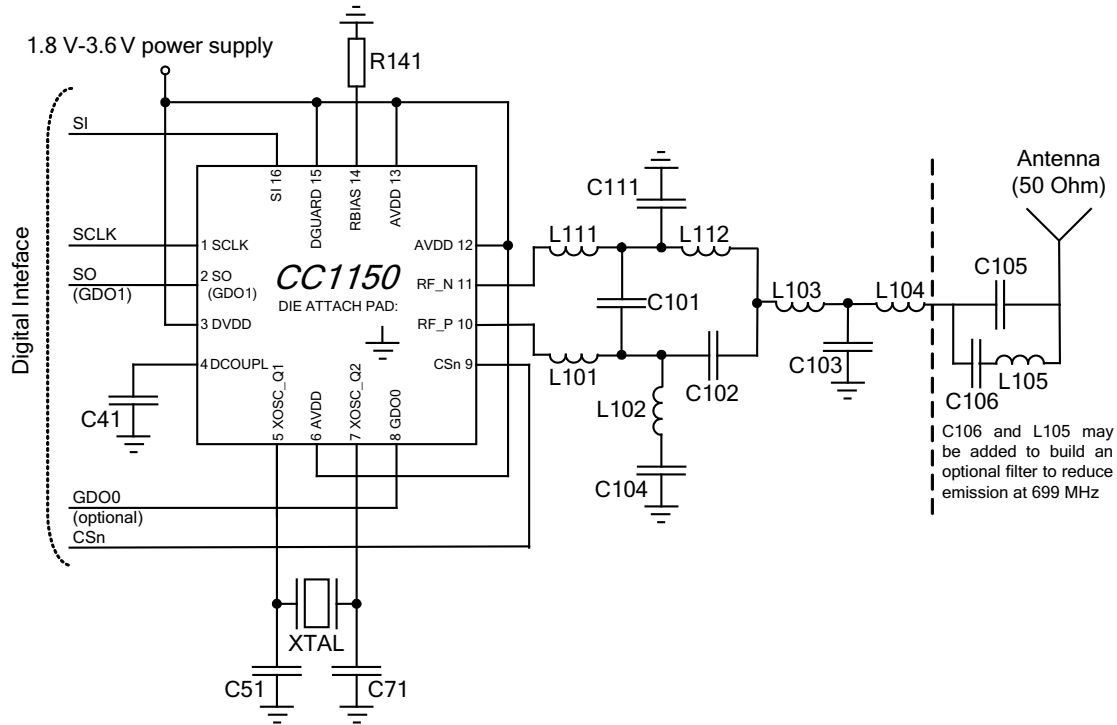 1.8 V-3.6 V power supply
R141
SI
Antenna
(50 Ohm)
SI 16
DGUARD 15
RBIAS 14
AVDD 13
C111
Digital Inteface
SCLK
1 SCLK
AVDD 12
L111
L112
SO
(GDO1)
2 SO
(GDO1)
CC1150
RF_N 11
C105
DIE ATTACH PAD:
C101
L103
L104
3 DVDD
RF_P 10
4 DCOUPL
CSn 9
L101
C102
C103
C106
L105
C41
5 XOSC_Q1
6 AVDD
7 XOSC_Q2
8 GDO0
L102
C104
C106 and L105 may
be added to build an
optional filter to reduce
emission at 699 MHz
GDO0
(optional)
CSn
XTAL
C51
C71